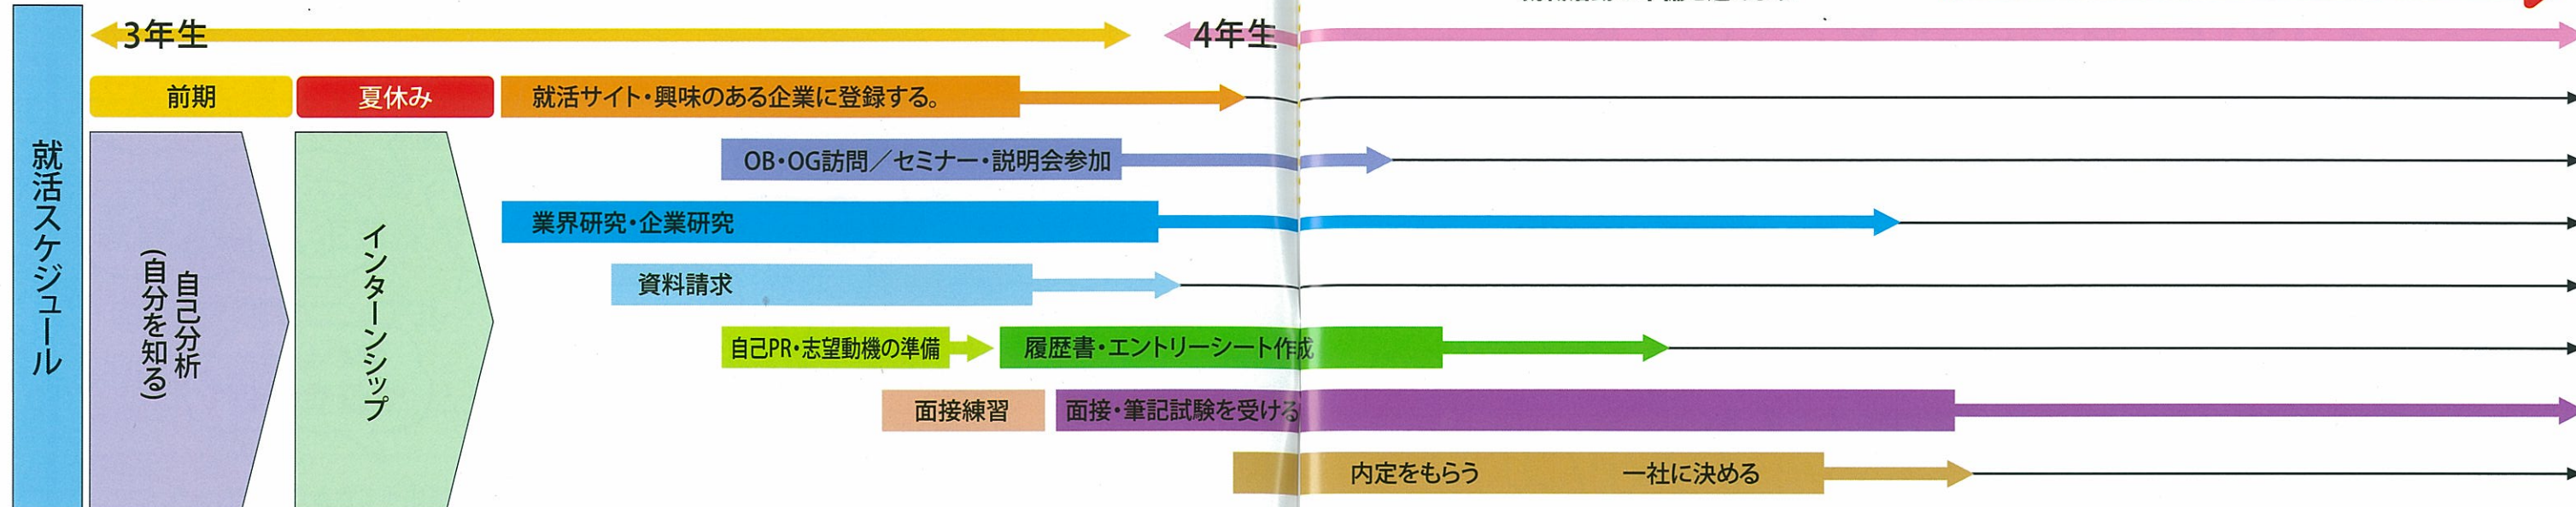 就活スケジュール
3年生
4年生
前期
夏休み
就活サイト・興味のある企業に登録する。
OB・OG訪問／セミナー・説明会参加
自己分析
(自分を知る)
インターンシップ
業界研究・企業研究
資料請求
自己PR・志望動機の準備
履歴書・エントリーシート作成
面接練習
面接・筆記試験を受ける
内定をもらう
一社に決める